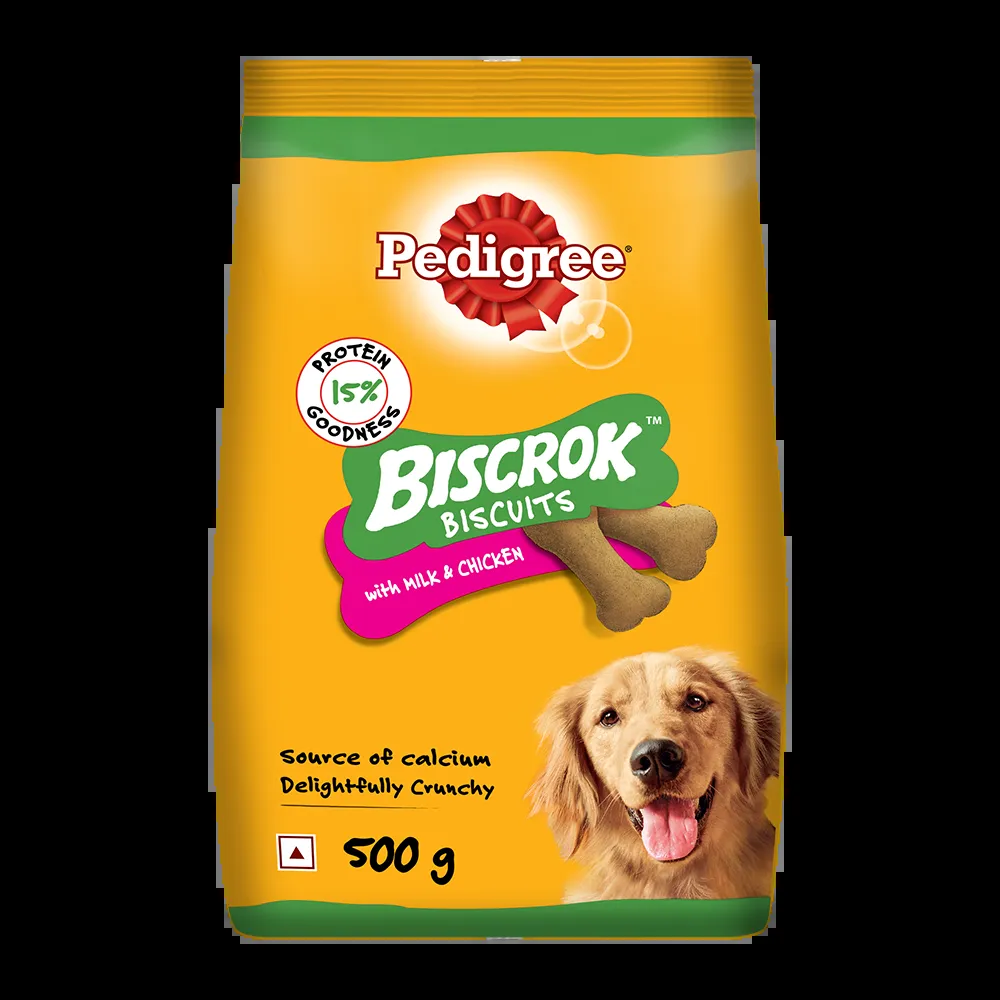 Pedigree®
PROTEIN
15%
GOODNESS
BISCROK™
BISCUITS
with MILK & CHICKEN
Source of calcium
Delightfully Crunchy
500 g